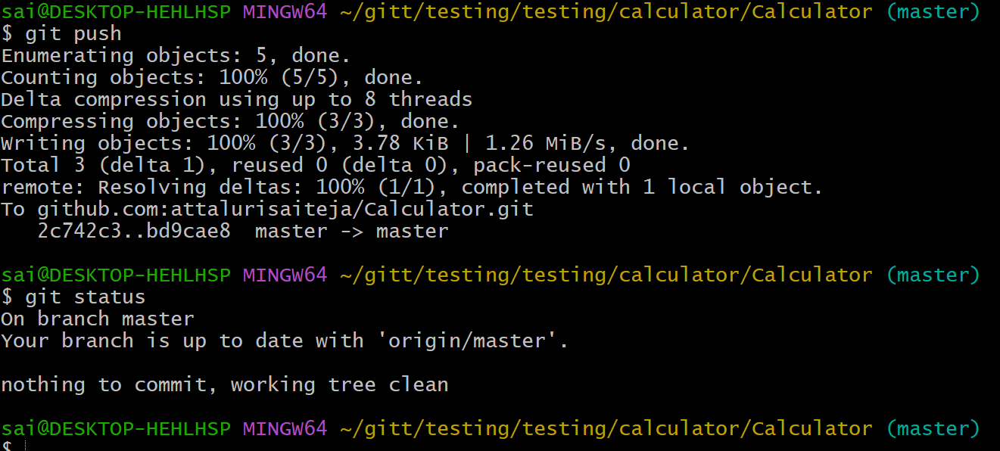 sai@DESKTOP-HEHLHSP MINGW64 ~/gitt/testing/testing/calculator/Calculator (master)
$ git push
Enumerating objects: 5, done.
Counting objects: 100% (5/5), done.
Delta compression using up to 8 threads
Compressing objects: 100% (3/3), done.
Writing objects: 100% (3/3), 3.78 KiB | 1.26 MiB/s, done.
Total 3 (delta 1), reused 0 (delta 0), pack-reused 0
remote: Resolving deltas: 100% (1/1), completed with 1 local object.
To github.com:attalurisaiteja/Calculator.git
   2c742c3..bd9cae8  master -> master
sai@DESKTOP-HEHLHSP MINGW64 ~/gitt/testing/testing/calculator/Calculator (master)
$ git status
On branch master
Your branch is up to date with 'origin/master'.
nothing to commit, working tree clean
sai@DESKTOP-HEHLHSP MINGW64 ~/gitt/testing/testing/calculator/Calculator (master)
$